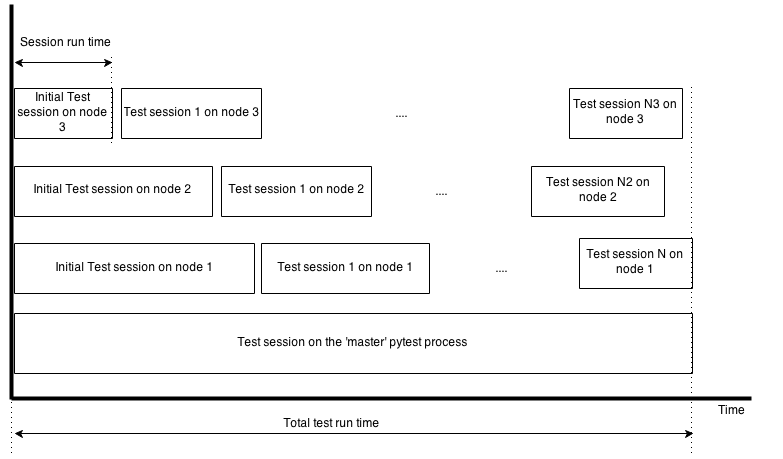 Session run time
Initial Test
session on node
3
Test session 1 on node 3
....
Test session N3 on
node 3
Initial Test session on node 2
Test session 1 on node 2
....
Test session N2 on
node 2
Initial Test session on node 1
Test session 1 on node 1
....
Test session N on
node 1
Test session on the 'master' pytest process
Time
Total test run time